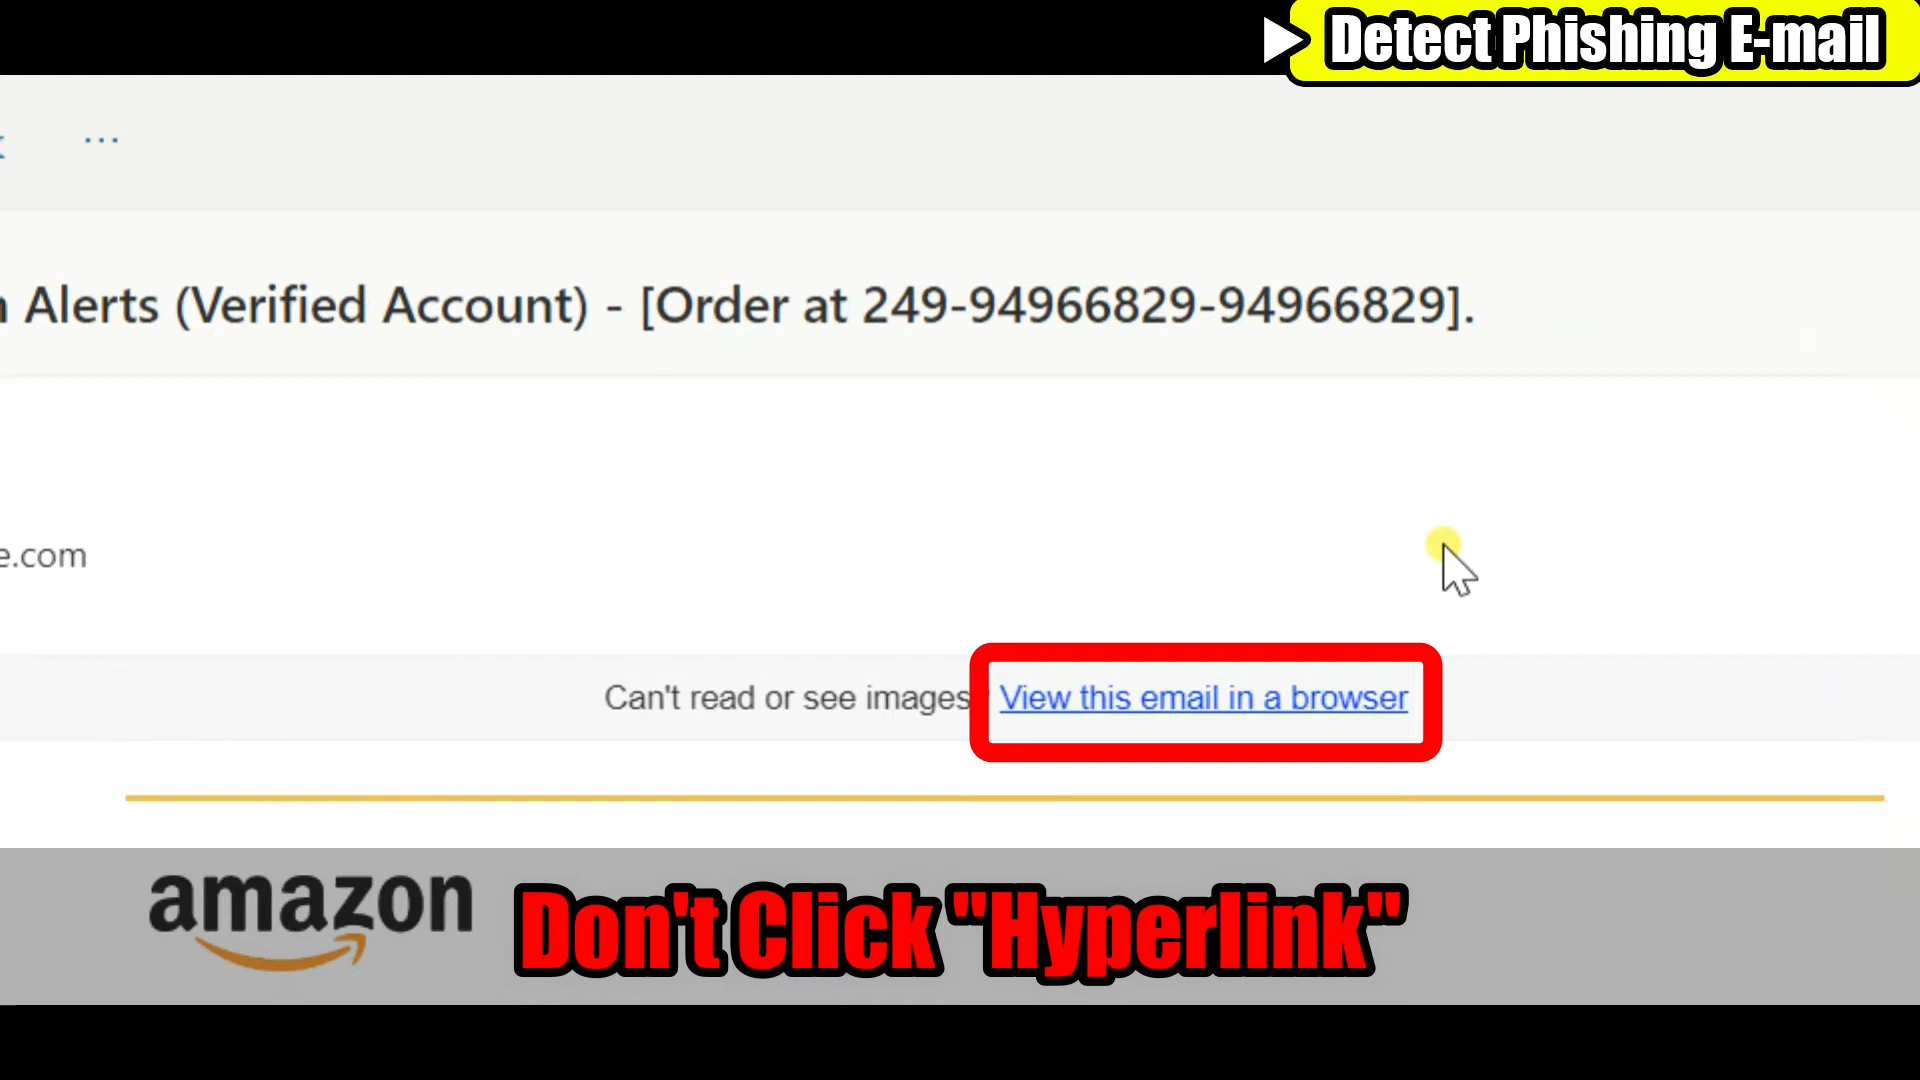 Detect Phishing E-mail
...
Alerts (Verified Account) - [Order at 249-94966829-94966829].
e.com
Can't read or see images View this email in a browser
amazon
Don't Click "Hyperlink"